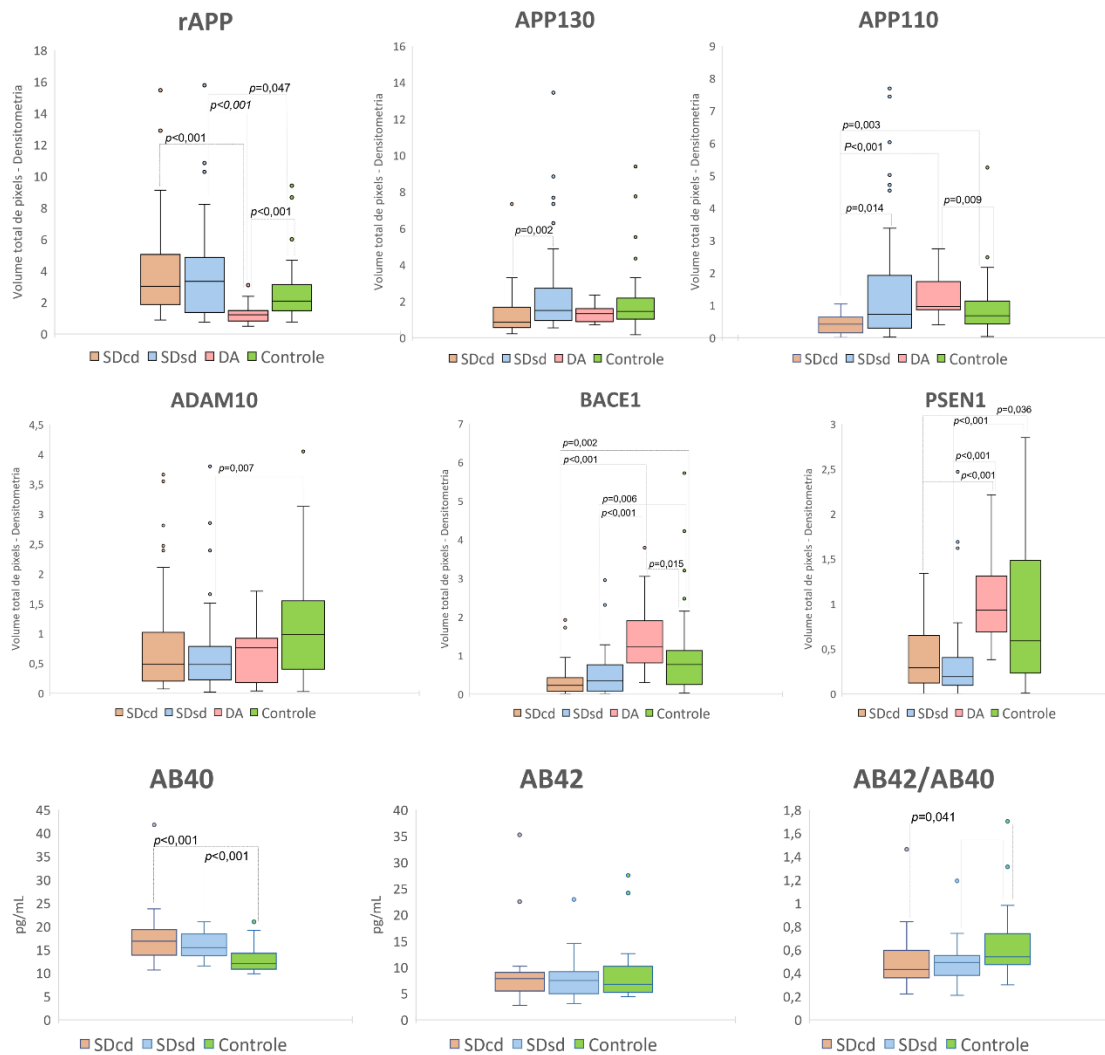 rAPP
Volume total de pixels - Densitometria
18
16
14
12
10
8
6
4
2
0
p=0,047
p<0,001
p<0,001
p<0,001
SDcd SDsd DA Controle
APP130
Volume total de pixels - Densitometria
16
14
12
10
8
6
4
2
0
p=0,002
SDcd SDsd DA Controle
APP110
Volume total de pixels - Densitometria
9
8
7
6
5
4
3
2
1
0
p=0,003
P<0,001
p=0,014
p=0,009
SDcd SDsd DA Controle
ADAM10
Volume total de pixels - Densitometria
4,5
4
3,5
3
2,5
2
1,5
1
0,5
0
p=0,007
SDcd SDsd DA Controle
BACE1
Volume total de pixels - Densitometria
7
6
5
4
3
2
1
0
p=0,002
p<0,001
p=0,006
p<0,001
p=0,015
SDcd SDsd DA Controle
PSEN1
Volume total de pixels - Densitometria
3
2,5
2
1,5
1
0,5
0
p=0,036
p<0,001
p<0,001
p<0,001
SDcd SDsd DA Controle
AB40
pg/mL
45
40
35
30
25
20
15
10
5
0
p<0,001
p<0,001
SDcd SDsd Controle
AB42
pg/mL
40
35
30
25
20
15
10
5
0
SDcd SDsd Controle
AB42/AB40
1,8
1,6
1,4
1,2
1
0,8
0,6
0,4
0,2
0
p=0,041
SDcd SDsd Controle